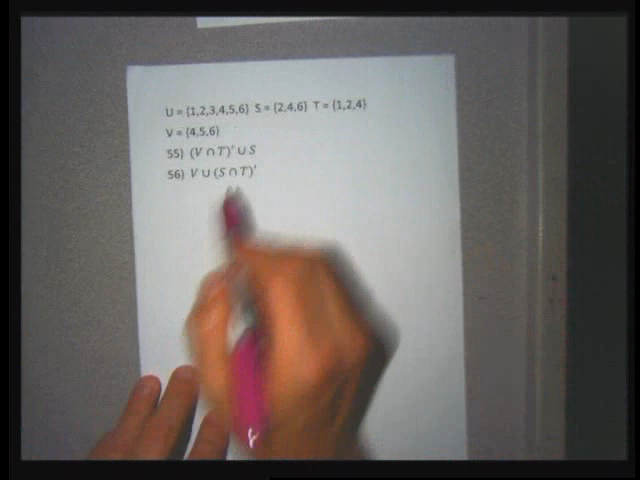 U = {1,2,3,4,5,6} S = {2,4,6} T = {1,2,4}
V = {4,5,6}
55) (V ∩ T)′ ∪ S
56) V ∪ (S ∩ T)′